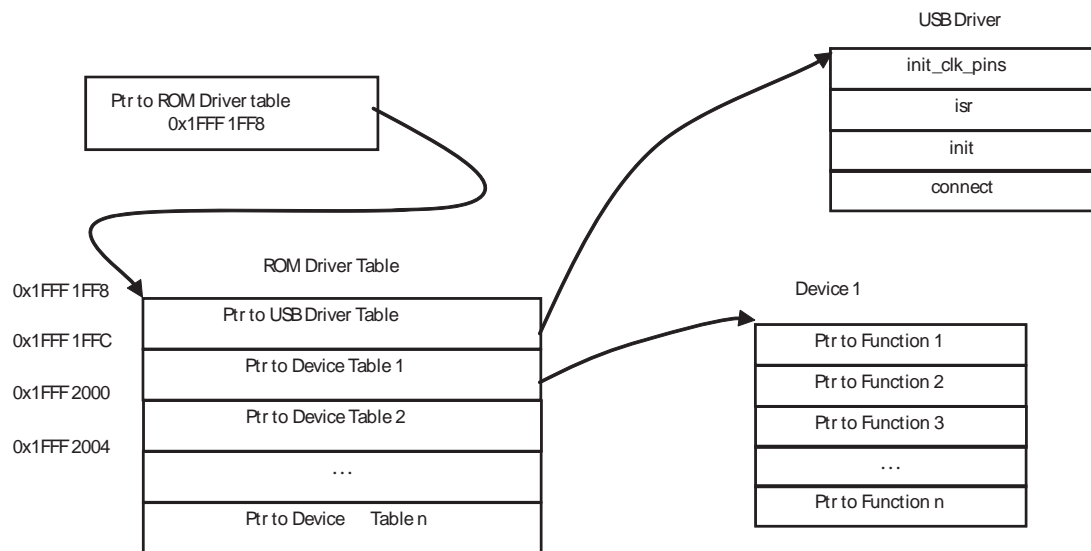 USB Driver
init_clk_pins
isr
init
connect
Ptr to ROM Driver table
0x1FFF 1FF8
ROM Driver Table
0x1FFF 1FF8
Ptr to USB Driver Table
0x1FFF 1FFC
Ptr to Device Table 1
0x1FFF 2000
Ptr to Device Table 2
0x1FFF 2004
…
Ptr to Device Table n
Device 1
Ptr to Function 1
Ptr to Function 2
Ptr to Function 3
…
Ptr to Function n